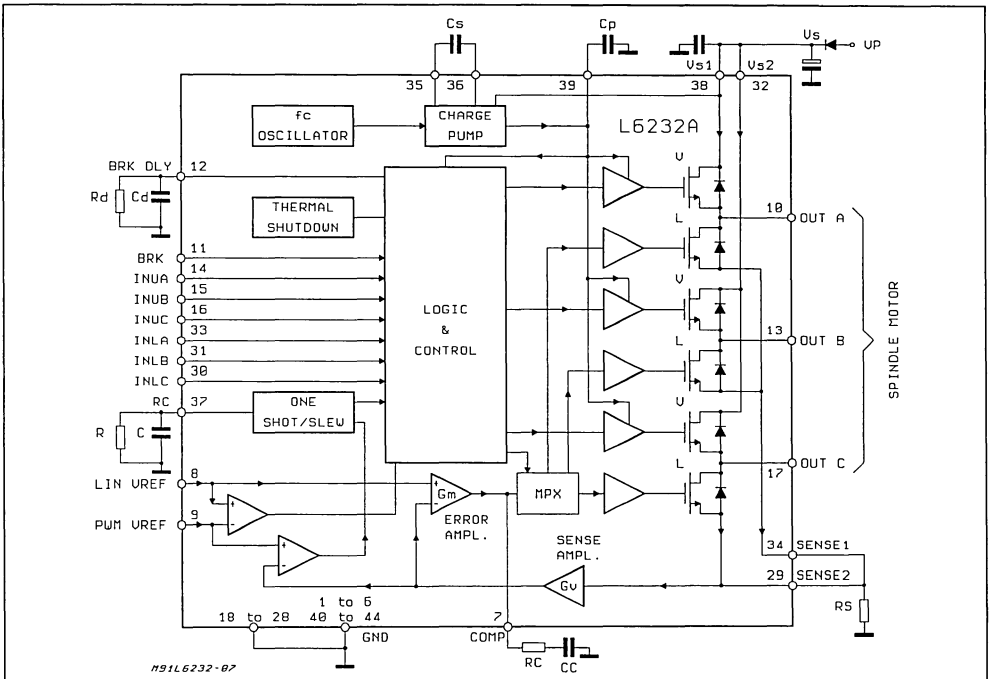 Cs
Cp
Vs
VP
Vs1
Vs2
35
36
39
38
32
fc
OSCILLATOR
CHARGE
PUMP
L6232A
BRK DLY
12
Rd
Cd
THERMAL
SHUTDOWN
U
L
10
OUT A
BRK
11
INUA
14
INUB
15
INUC
16
INLA
33
INLB
31
INLC
30
LOGIC
&
CONTROL
U
L
13
OUT B
SPINDLE MOTOR
RC
37
ONE
SHOT/SLEW
R
C
U
L
17
OUT C
LIN VREF
8
PWM VREF
9
+
-
+
-
+
-
Gm
ERROR
AMPL.
MPX
SENSE
AMPL.
Gv
34
SENSE1
29
SENSE2
RS
1 to 6
18 to 28
40 to 44
GND
7
COMP
RC
CC
M91L6232-07